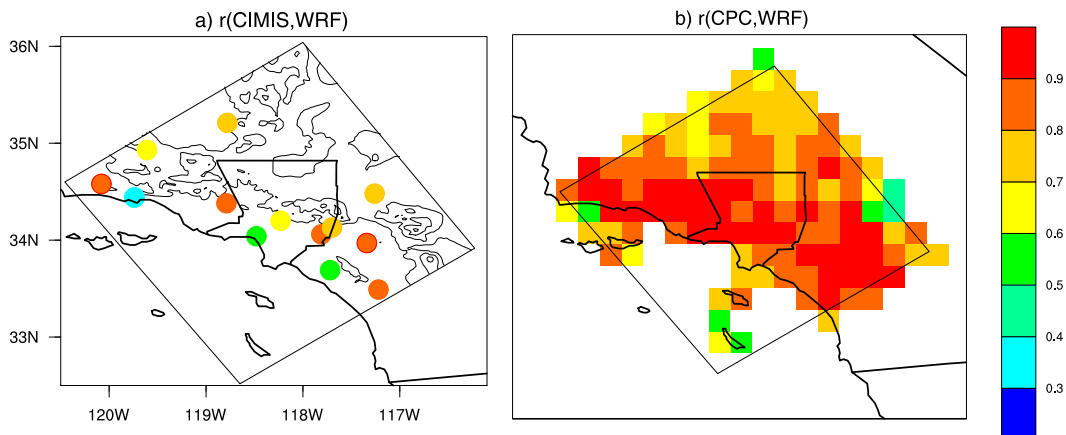 a) r(CIMIS,WRF)
b) r(CPC,WRF)
36N
35N
34N
33N
120W
119W
118W
117W
0.9
0.8
0.7
0.6
0.5
0.4
0.3